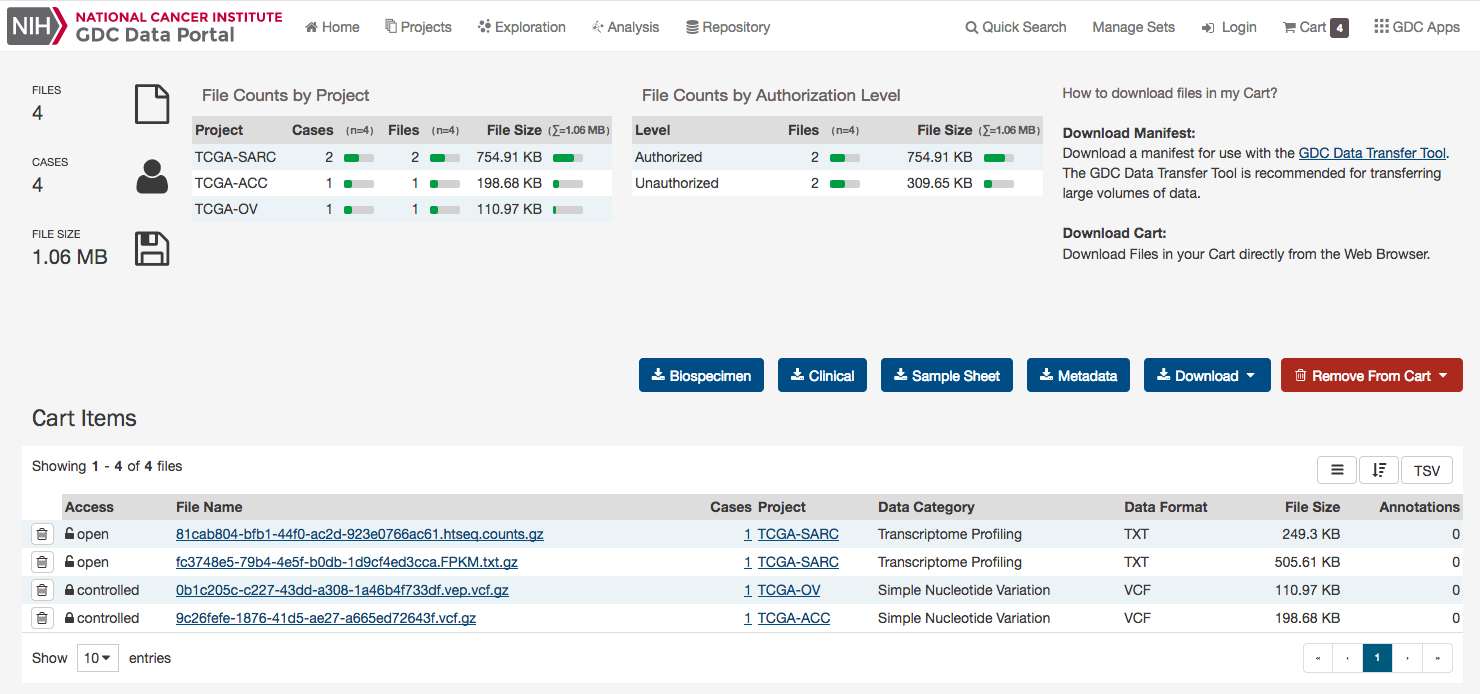 NIH NATIONAL CANCER INSTITUTE
GDC Data Portal
Home Projects Exploration Analysis Repository Quick Search Manage Sets Login Cart 4 GDC Apps
FILES
4
CASES
4
FILE SIZE
1.06 MB
File Counts by Project
Project Cases (n=4) Files (n=4) File Size (∑=1.06 MB)
TCGA-SARC 2 2 754.91 KB
TCGA-ACC 1 1 198.68 KB
TCGA-OV 1 1 110.97 KB
File Counts by Authorization Level
Level Files (n=4) File Size (∑=1.06 MB)
Authorized 2 754.91 KB
Unauthorized 2 309.65 KB
How to download files in my Cart?
Download Manifest:
Download a manifest for use with the GDC Data Transfer Tool.
The GDC Data Transfer Tool is recommended for transferring
large volumes of data.
Download Cart:
Download Files in your Cart directly from the Web Browser.
Biospecimen Clinical Sample Sheet Metadata Download Remove From Cart
Cart Items
Showing 1 - 4 of 4 files
TSV
Access File Name Cases Project Data Category Data Format File Size Annotations
open 81cab804-bfb1-44f0-ac2d-923e0766ac61.htseq.counts.gz 1 TCGA-SARC Transcriptome Profiling TXT 249.3 KB 0
open fc3748e5-79b4-4e5f-b0db-1d9cf4ed3cca.FPKM.txt.gz 1 TCGA-SARC Transcriptome Profiling TXT 505.61 KB 0
controlled 0b1c205c-c227-43dd-a308-1a46b4f733df.vep.vcf.gz 1 TCGA-OV Simple Nucleotide Variation VCF 110.97 KB 0
controlled 9c26fefe-1876-41d5-ae27-a665ed72643f.vcf.gz 1 TCGA-ACC Simple Nucleotide Variation VCF 198.68 KB 0
Show 10 entries
« ‹ 1 › »